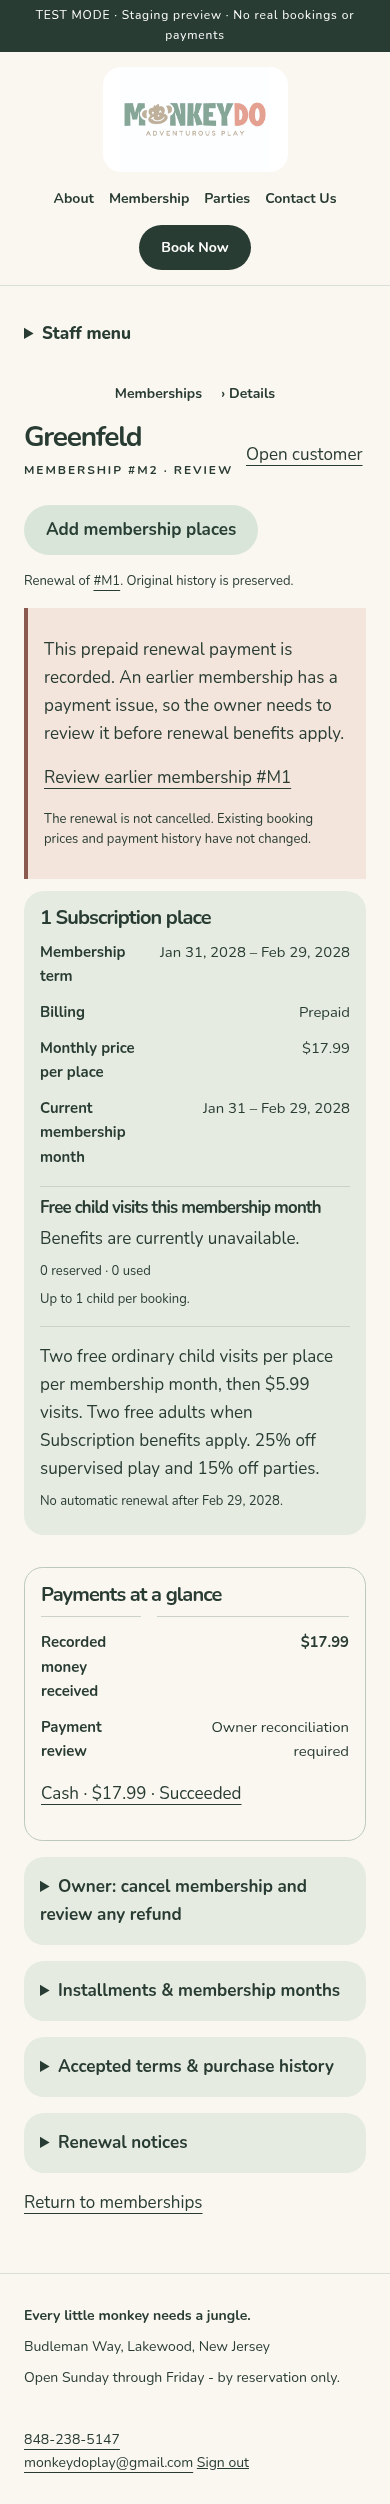 TEST MODE · Staging preview · No real bookings or
payments
MONKEYDO
ADVENTUROUS PLAY
About Membership Parties Contact Us
Book Now
Staff menu
Memberships › Details
Greenfeld
MEMBERSHIP #M2 · REVIEW
Open customer
Add membership places
Renewal of #M1. Original history is preserved.
This prepaid renewal payment is
recorded. An earlier membership has a
payment issue, so the owner needs to
review it before renewal benefits apply.
Review earlier membership #M1
The renewal is not cancelled. Existing booking
prices and payment history have not changed.
1 Subscription place
Membership Jan 31, 2028 – Feb 29, 2028
term
Billing Prepaid
Monthly price $17.99
per place
Current Jan 31 – Feb 29, 2028
membership
month
Free child visits this membership month
Benefits are currently unavailable.
0 reserved · 0 used
Up to 1 child per booking.
Two free ordinary child visits per place
per membership month, then $5.99
visits. Two free adults when
Subscription benefits apply. 25% off
supervised play and 15% off parties.
No automatic renewal after Feb 29, 2028.
Payments at a glance
Recorded $17.99
money
received
Payment Owner reconciliation
review required
Cash · $17.99 · Succeeded
Owner: cancel membership and
review any refund
Installments & membership months
Accepted terms & purchase history
Renewal notices
Return to memberships
Every little monkey needs a jungle.
Budleman Way, Lakewood, New Jersey
Open Sunday through Friday - by reservation only.
848-238-5147
monkeydoplay@gmail.com Sign out